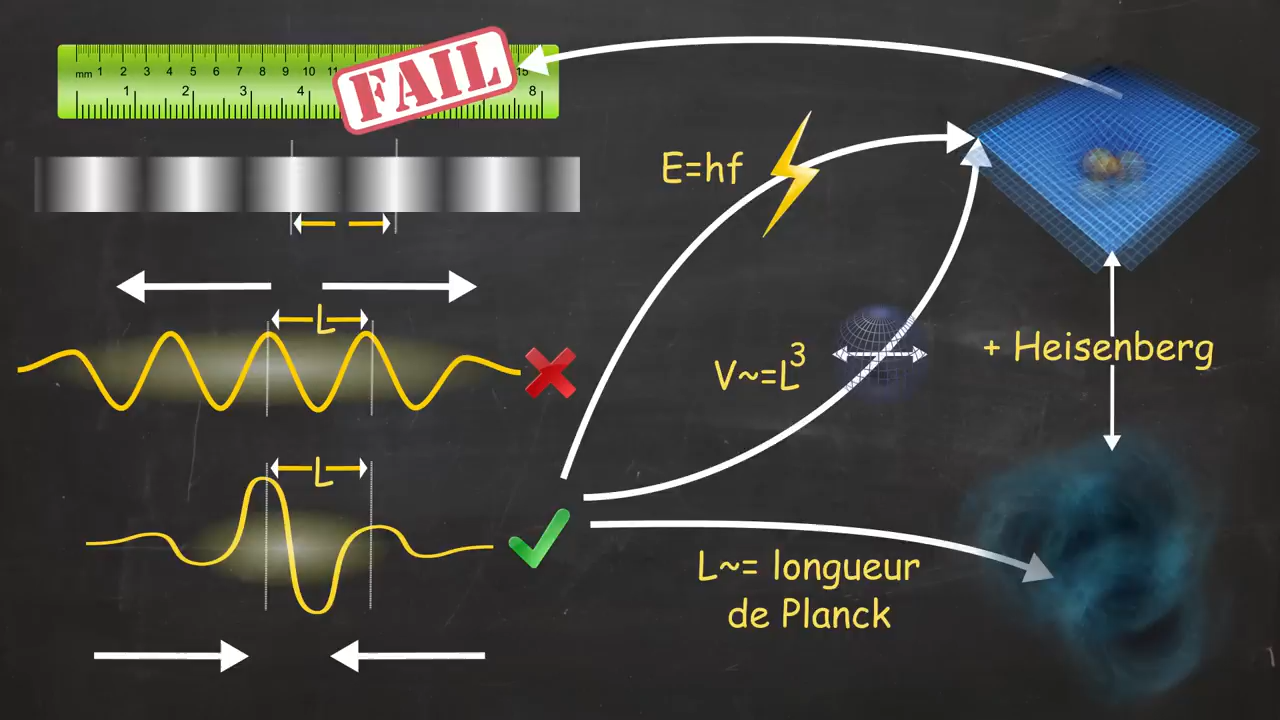 mm 1 2 3 4 5 6 7 8 9 10 11 15
1 2 3 4 8
FAIL
E=hf
L
V~=L³
+ Heisenberg
L
L~= longueur
de Planck